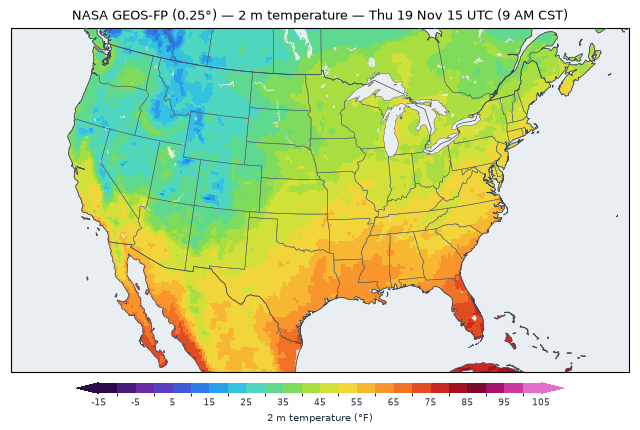 NASA GEOS-FP (0.25°) — 2 m temperature — Thu 19 Nov 15 UTC (9 AM CST)
-15 -5 5 15 25 35 45 55 65 75 85 95 105
2 m temperature (°F)